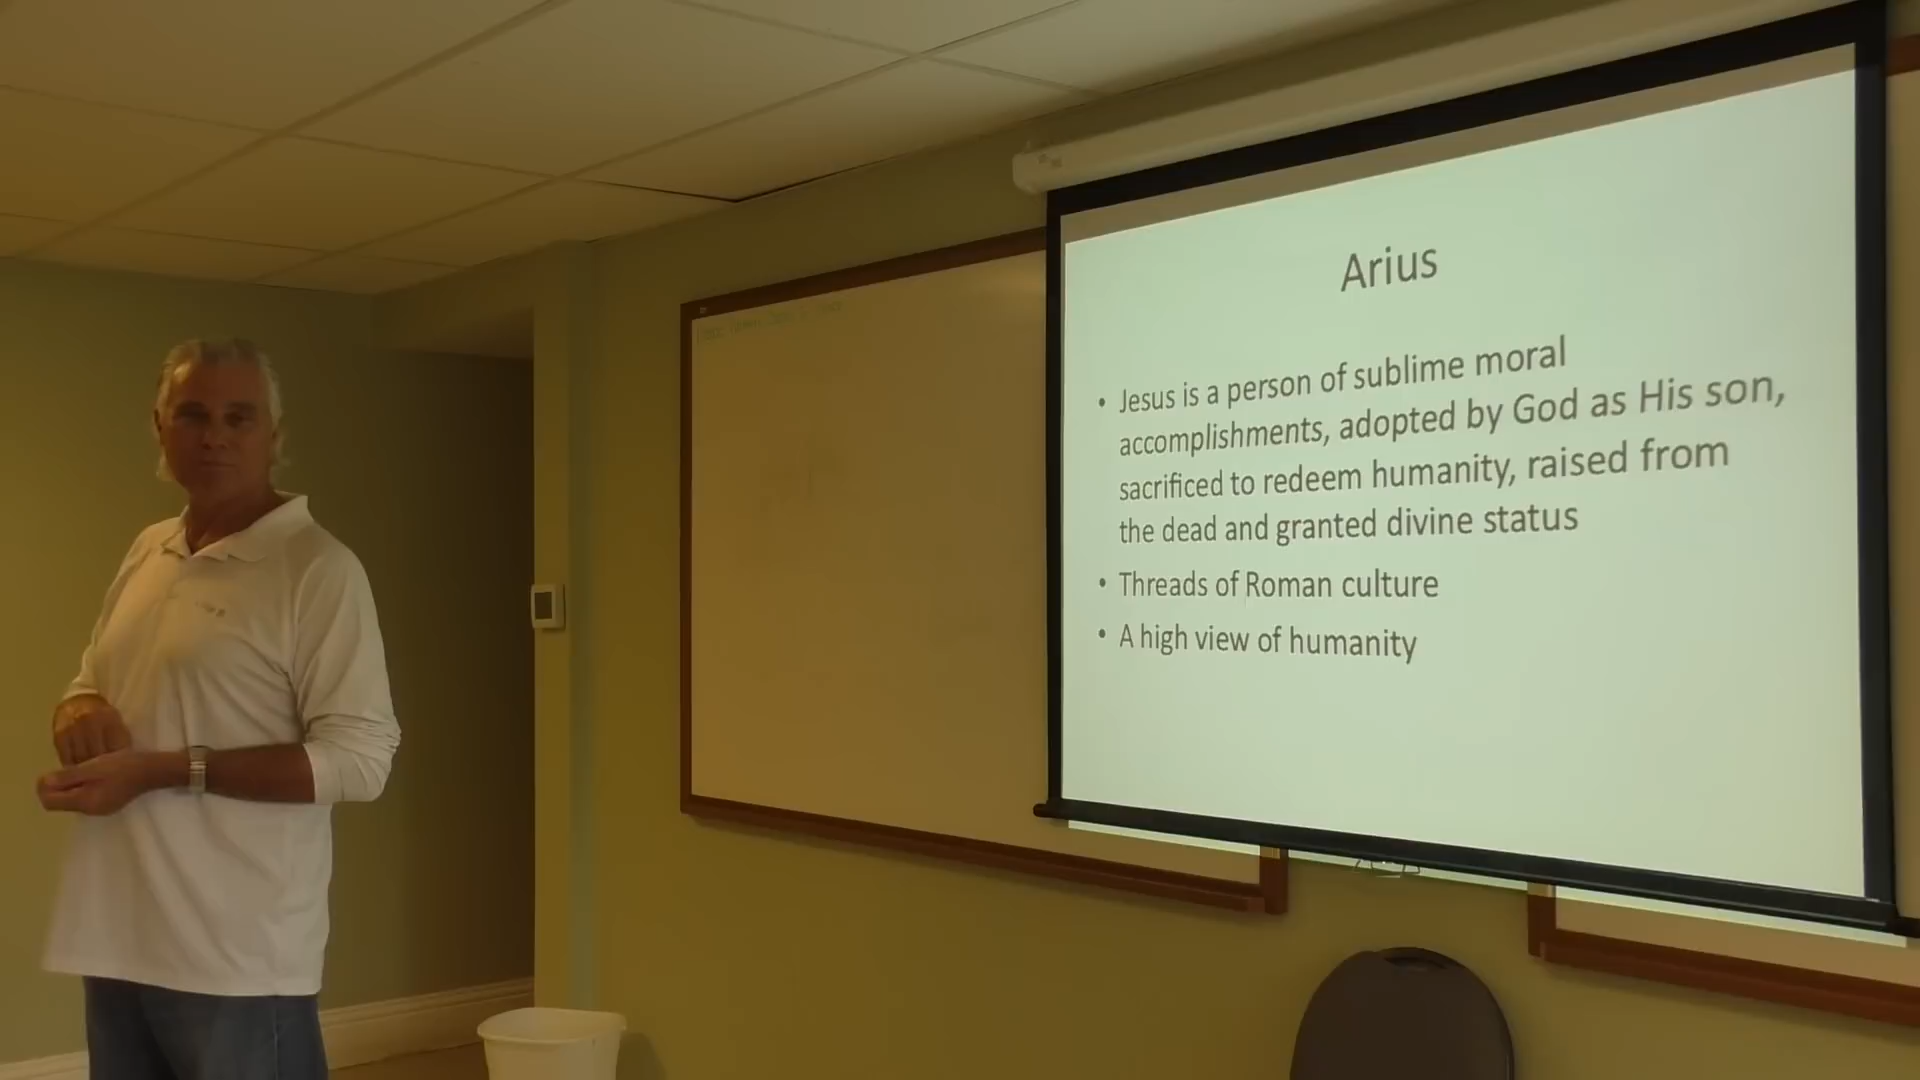 Arius
• Jesus is a person of sublime moral
accomplishments, adopted by God as His son,
sacrificed to redeem humanity, raised from
the dead and granted divine status
• Threads of Roman culture
• A high view of humanity